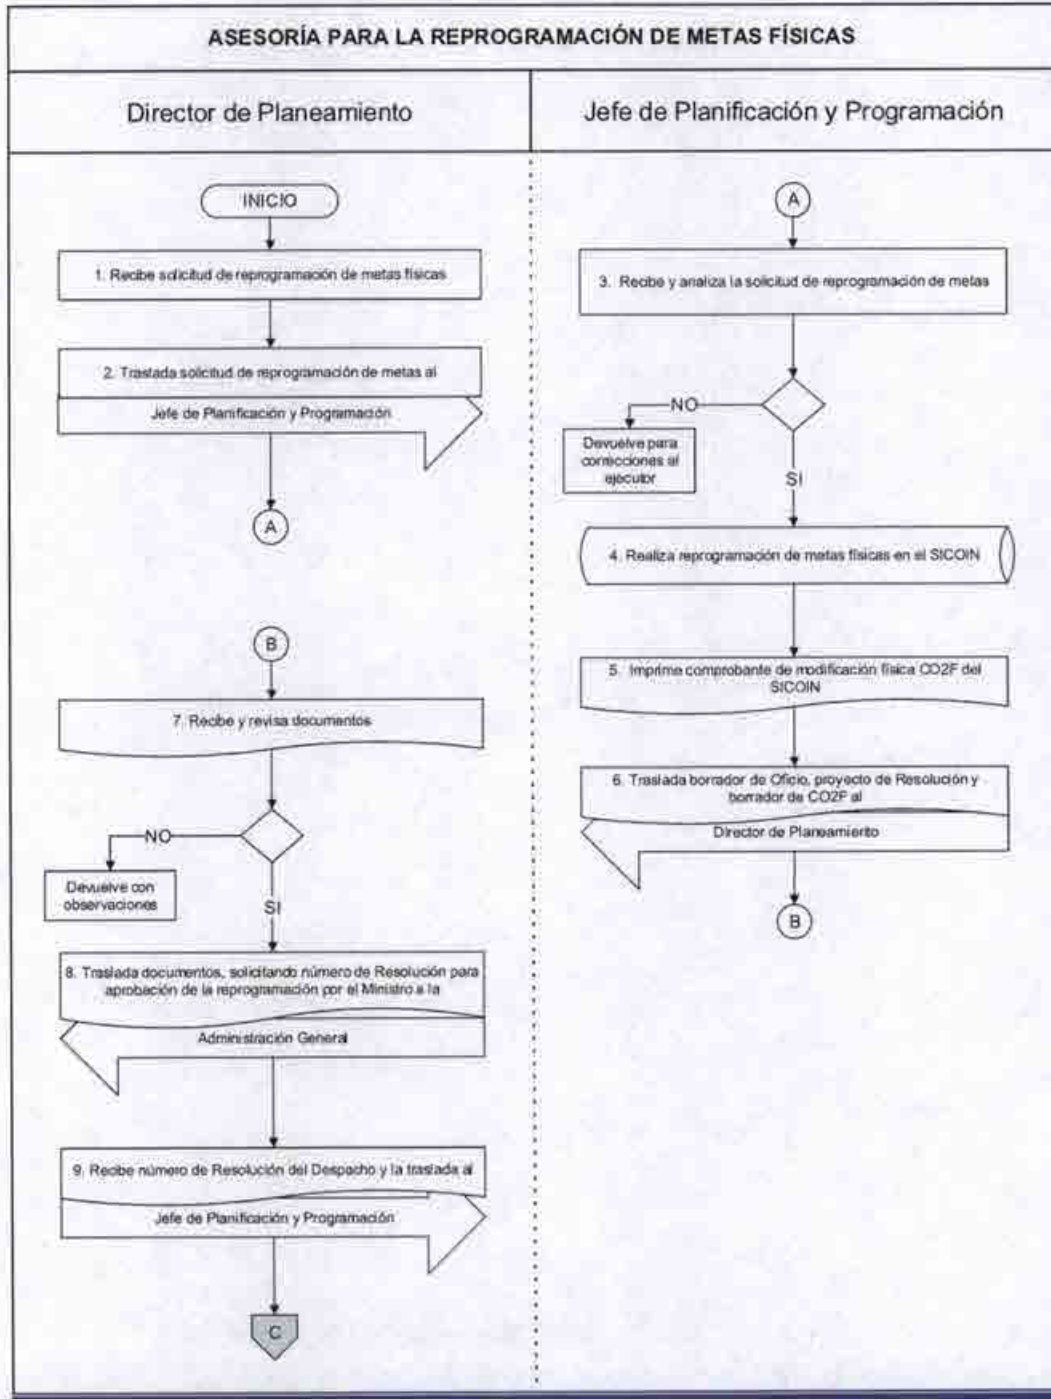 ASESORÍA PARA LA REPROGRAMACIÓN DE METAS FÍSICAS
Director de Planeamiento
Jefe de Planificación y Programación
INICIO
1. Recibe solicitud de reprogramación de metas físicas
2. Traslada solicitud de reprogramación de metas al
Jefe de Planificación y Programación
A
B
7. Recibe y revisa documentos
NO
Devuelve con
observaciones
SI
8. Traslada documentos, solicitando número de Resolución para
aprobación de la reprogramación por el Ministro a la
Administración General
9. Recibe número de Resolución del Despacho y la traslada al
Jefe de Planificación y Programación
C
A
3. Recibe y analiza la solicitud de reprogramación de metas
NO
Devuelve para
correcciones al
ejecutor
SI
4. Realiza reprogramación de metas físicas en el SICOIN
5. Imprime comprobante de modificación física CO2F del
SICOIN
6. Traslada borrador de Oficio, proyecto de Resolución y
borrador de CO2F al
Director de Planeamiento
B